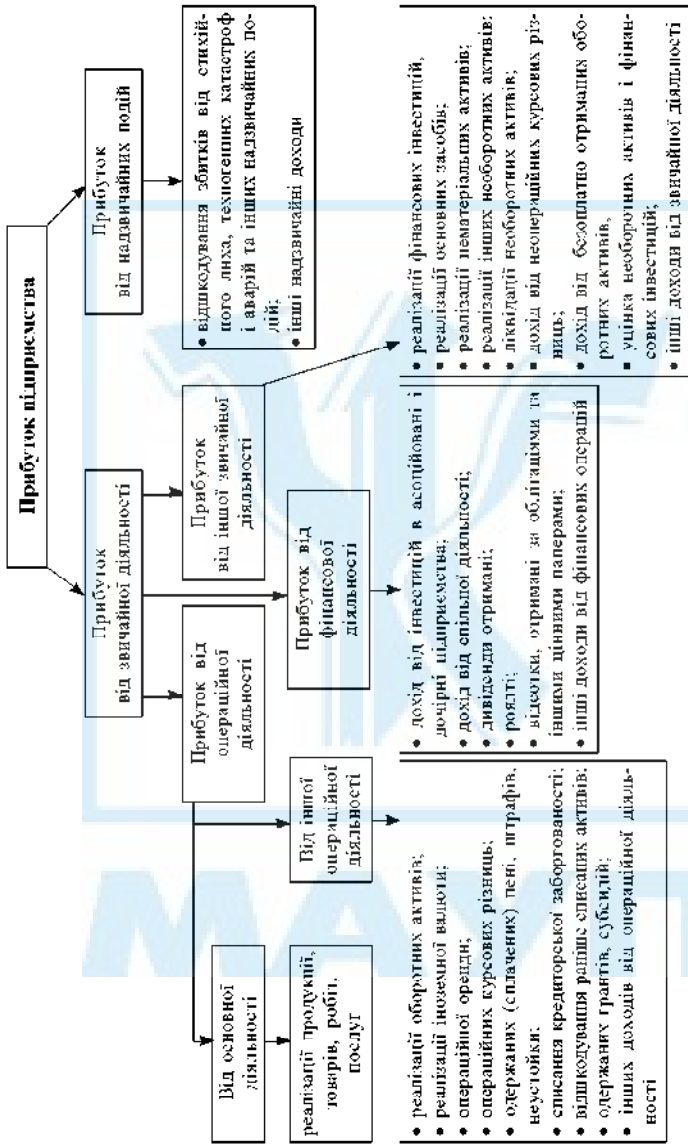 Прибуток підприємства
Прибуток
від звичайної діяльності
Прибуток
від надзвичайних подій
Прибуток від
операційної
діяльності
Прибуток
від іншої звичайної
діяльності
• відшкодування збитків від стихій-
ного лиха, техногенних катастроф
і аварій та інших надзвичайних по-
дій;
• інші надзвичайні доходи
Від основної
діяльності
Від іншої
операційної
діяльності
Прибуток від
фінансової
діяльності
реалізації продукції,
товарів, робіт,
послуг
• реалізації оборотних активів;
• реалізації іноземної валюти;
• операційної оренди;
• операційних курсових різниць;
• одержаних (сплачених) пені, штрафів,
неустойки;
• списання кредиторської заборгованості;
• відшкодування раніше списаних активів;
• одержаних грантів, субсидій;
• інших доходів від операційної діяль-
ності
• дохід від інвестицій в асоційовані і
дочірні підприємства;
• дохід від спільної діяльності;
• дивіденди отримані;
• роялті;
• відсотки, отримані за облігаціями та
іншими цінними паперами;
• інші доходи від фінансових операцій
• реалізації фінансових інвестицій,
• реалізації основних засобів;
• реалізації нематеріальних активів;
• реалізації інших необоротних активів;
• ліквідації необоротних активів;
• дохід від неопераційних курсових різ-
ниць;
• дохід від безоплатно отриманих обо-
ротних активів,
• уцінка необоротних активів і фінан-
сових інвестицій;
• інші доходи від звичайної діяльності
МАУП